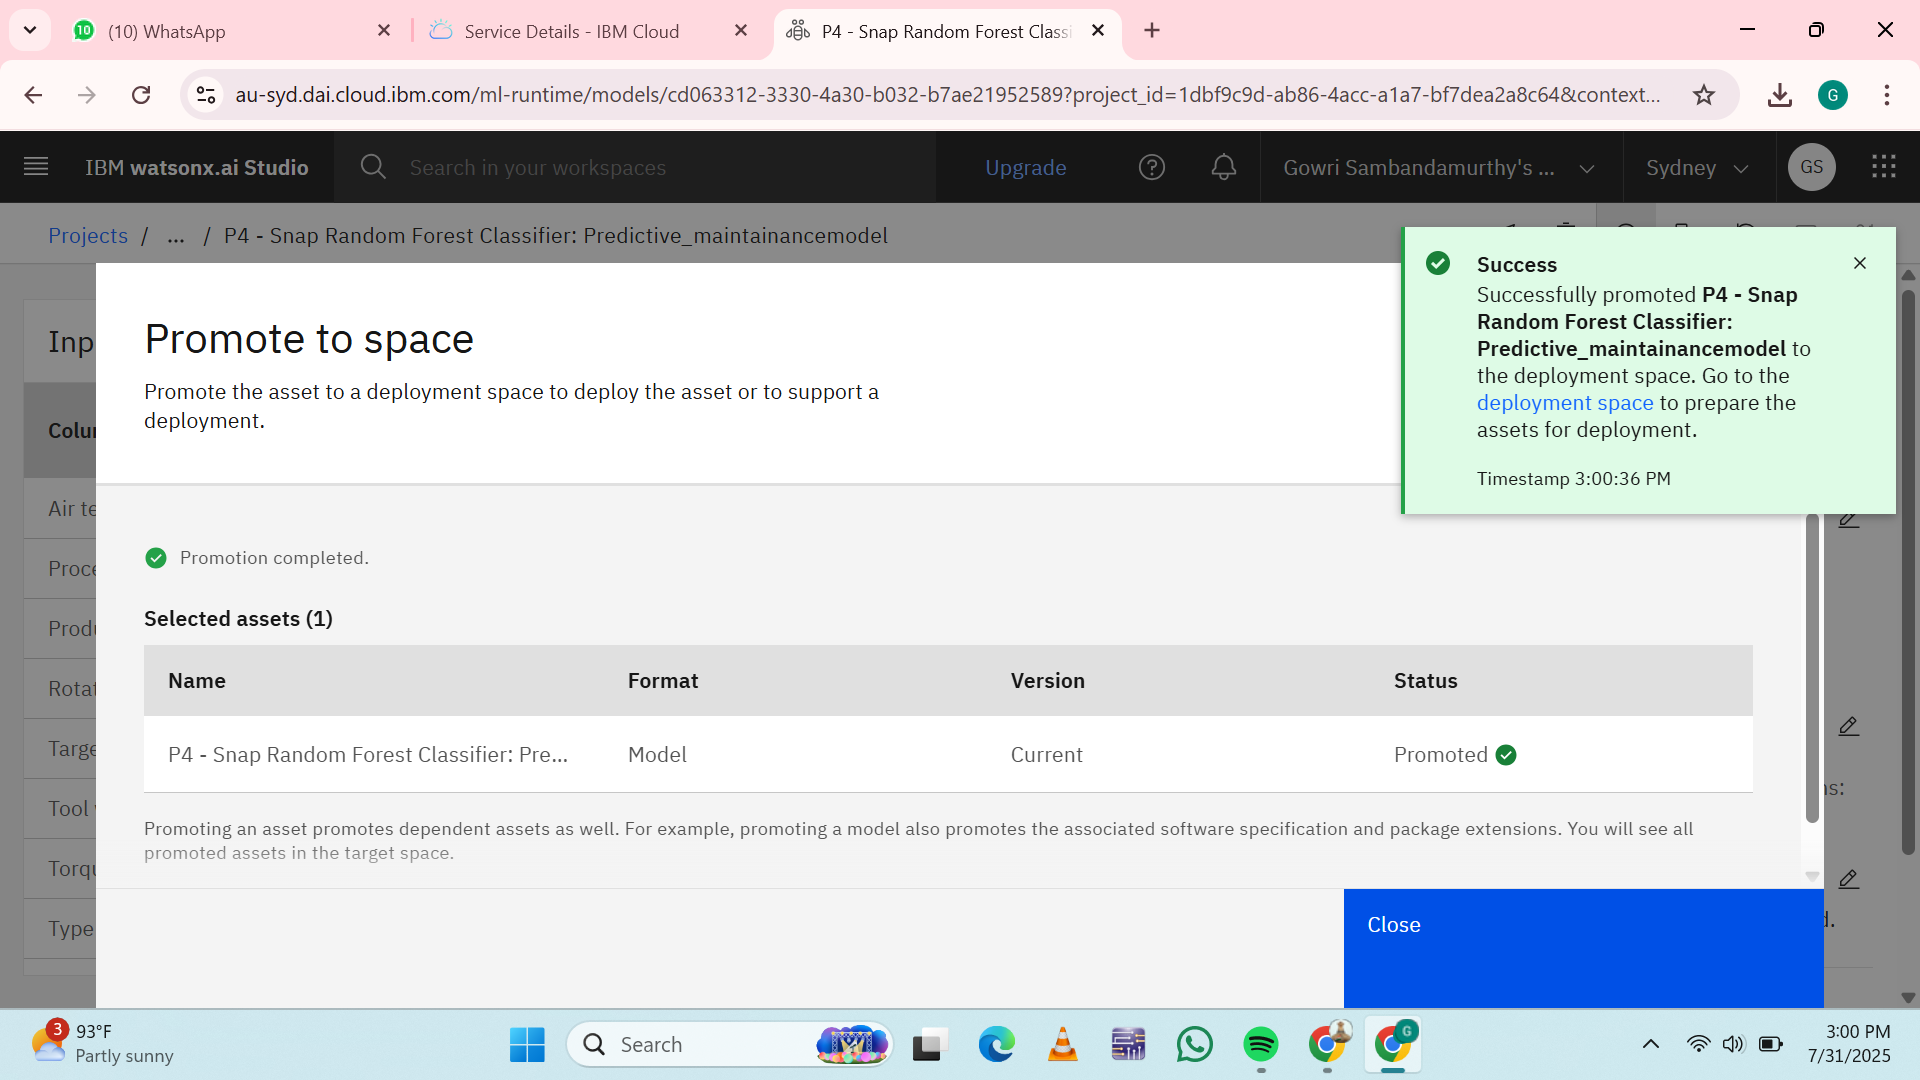 10 (10) WhatsApp
Service Details - IBM Cloud
P4 - Snap Random Forest Classi
au-syd.dai.cloud.ibm.com/ml-runtime/models/cd063312-3330-4a30-b032-b7ae21952589?project_id=1dbf9c9d-ab86-4acc-a1a7-bf7dea2a8c64&context...
G
IBM watsonx.ai Studio
Search in your workspaces
Upgrade
Gowri Sambandamurthy's ...
Sydney
GS
Projects / ... / P4 - Snap Random Forest Classifier: Predictive_maintainancemodel
Success
Successfully promoted P4 - Snap
Random Forest Classifier:
Predictive_maintainancemodel to
the deployment space. Go to the
deployment space to prepare the
assets for deployment.
Timestamp 3:00:36 PM
Promote to space
Promote the asset to a deployment space to deploy the asset or to support a
deployment.
Inp
Colu
Air te
Proce
Produ
Rotat
Targe
Tool
Torqu
Type
Promotion completed.
Selected assets (1)
Name Format Version Status
P4 - Snap Random Forest Classifier: Pre... Model Current Promoted
Promoting an asset promotes dependent assets as well. For example, promoting a model also promotes the associated software specification and package extensions. You will see all
promoted assets in the target space.
Close
ns:
d.
3
93°F
Partly sunny
Search
G
3:00 PM
7/31/2025